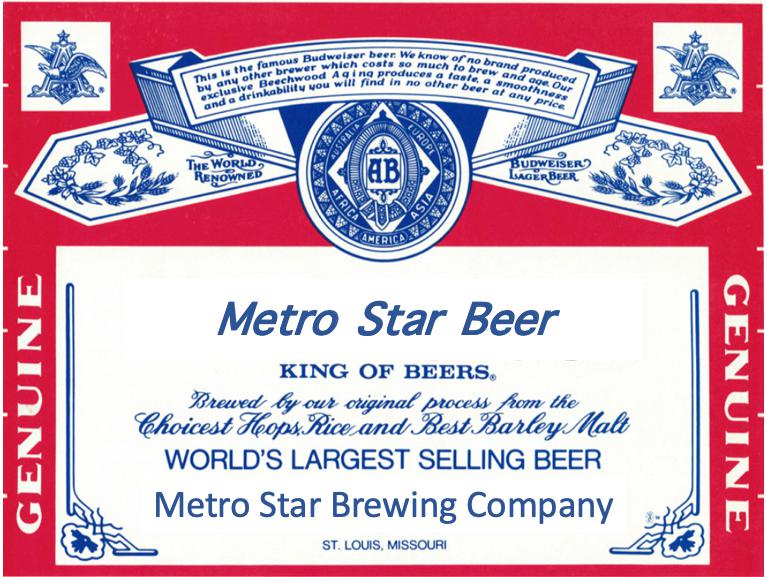 This is the famous Budweiser beer. We know of no brand produced
by any other brewer which costs so much to brew and age. Our
exclusive Beechwood Aging produces a taste, a smoothness
and a drinkability you will find in no other beer at any price.
THE WORLD
RENOWNED
BUDWEISER
LAGER BEER
AUSTRALIA
EUROPE
AB
AFRICA
ASIA
AMERICA
GENUINE
GENUINE
Metro Star Beer
KING OF BEERS®
Brewed by our original process from the
Choicest Hops, Rice and Best Barley Malt
WORLD'S LARGEST SELLING BEER
Metro Star Brewing Company
ST. LOUIS, MISSOURI